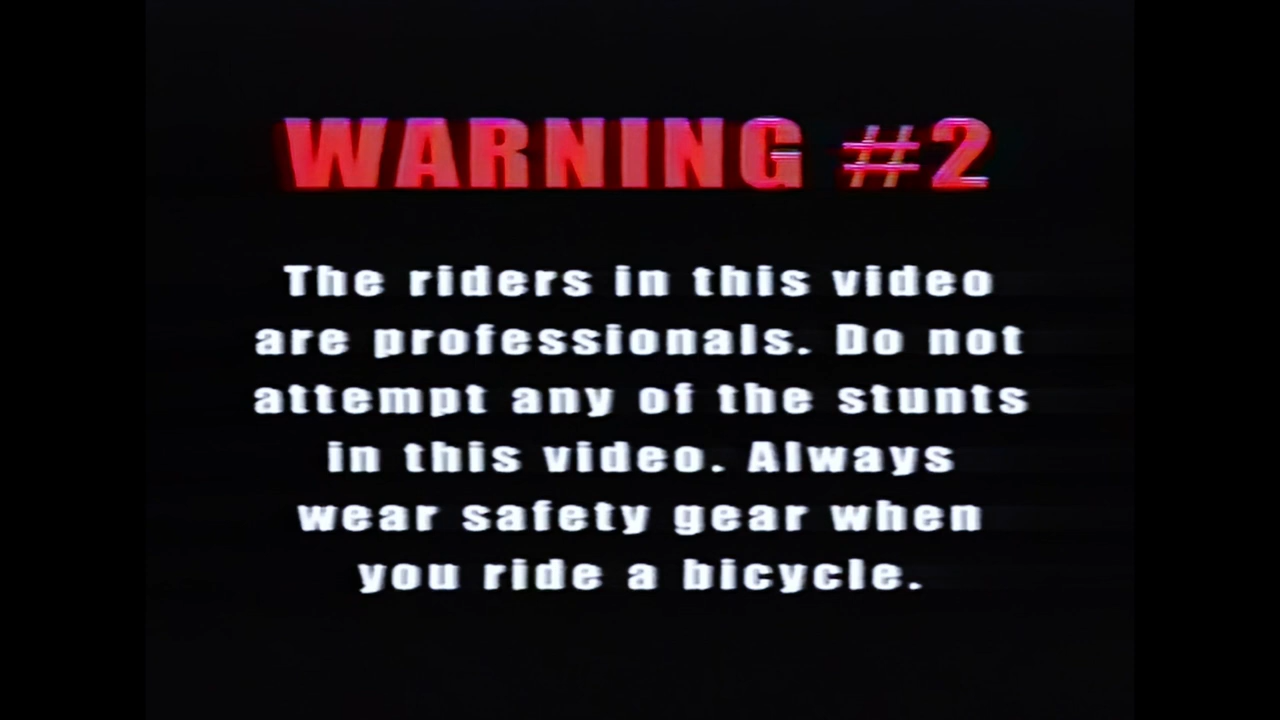 WARNING #2
The riders in this video
are professionals. Do not
attempt any of the stunts
in this video. Always
wear safety gear when
you ride a bicycle.